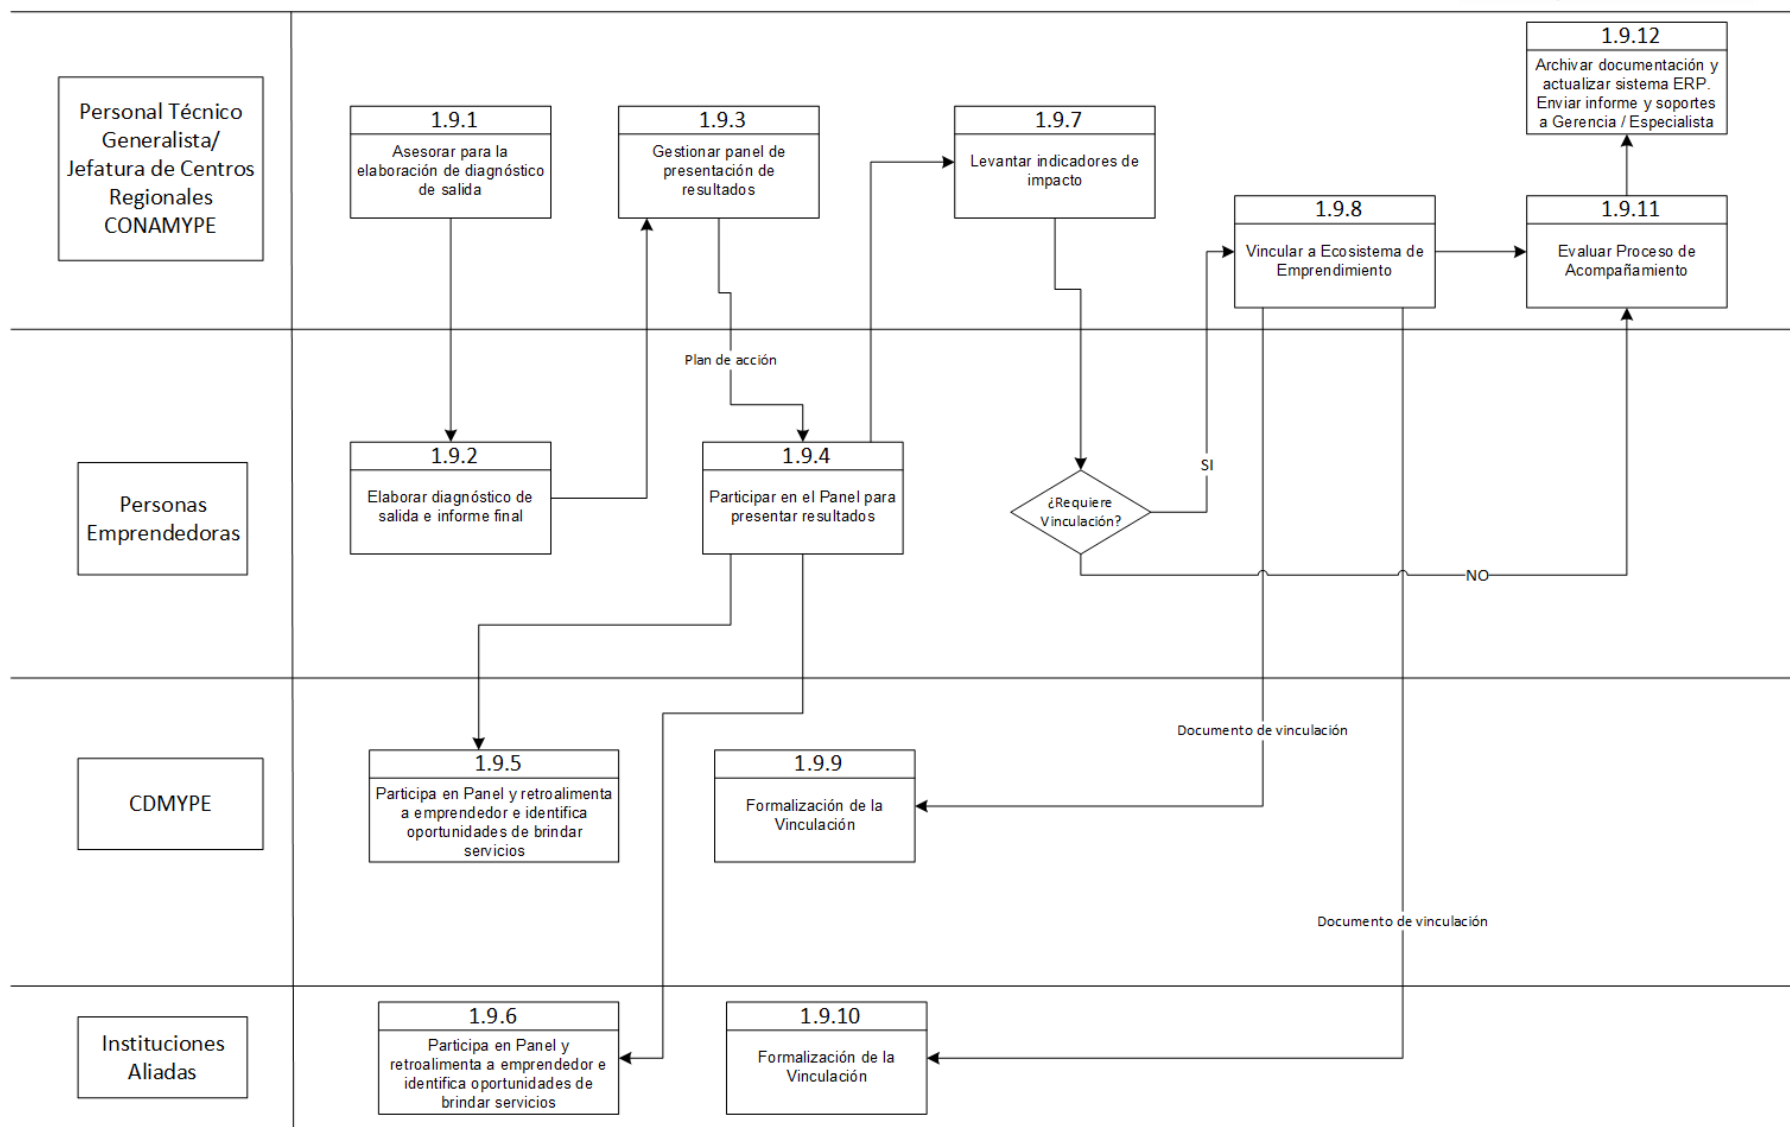 Personal Técnico
Generalista/
Jefatura de Centros
Regionales
CONAMYPE
1.9.1
Asesorar para la
elaboración de diagnóstico
de salida
1.9.3
Gestionar panel de
presentación de
resultados
1.9.7
Levantar indicadores de
impacto
1.9.8
Vincular a Ecosistema de
Emprendimiento
1.9.12
Archivar documentación y
actualizar sistema ERP.
Enviar informe y soportes
a Gerencia / Especialista
1.9.11
Evaluar Proceso de
Acompañamiento
Personas
Emprendedoras
Plan de acción
1.9.2
Elaborar diagnóstico de
salida e informe final
1.9.4
Participar en el Panel para
presentar resultados
¿Requiere
Vinculación?
SI
NO
CDMYPE
1.9.5
Participa en Panel y retroalimenta
a emprendedor e identifica
oportunidades de brindar
servicios
1.9.9
Formalización de la
Vinculación
Documento de vinculación
Documento de vinculación
Instituciones
Aliadas
1.9.6
Participa en Panel y
retroalimenta a emprendedor e
identifica oportunidades de
brindar servicios
1.9.10
Formalización de la
Vinculación